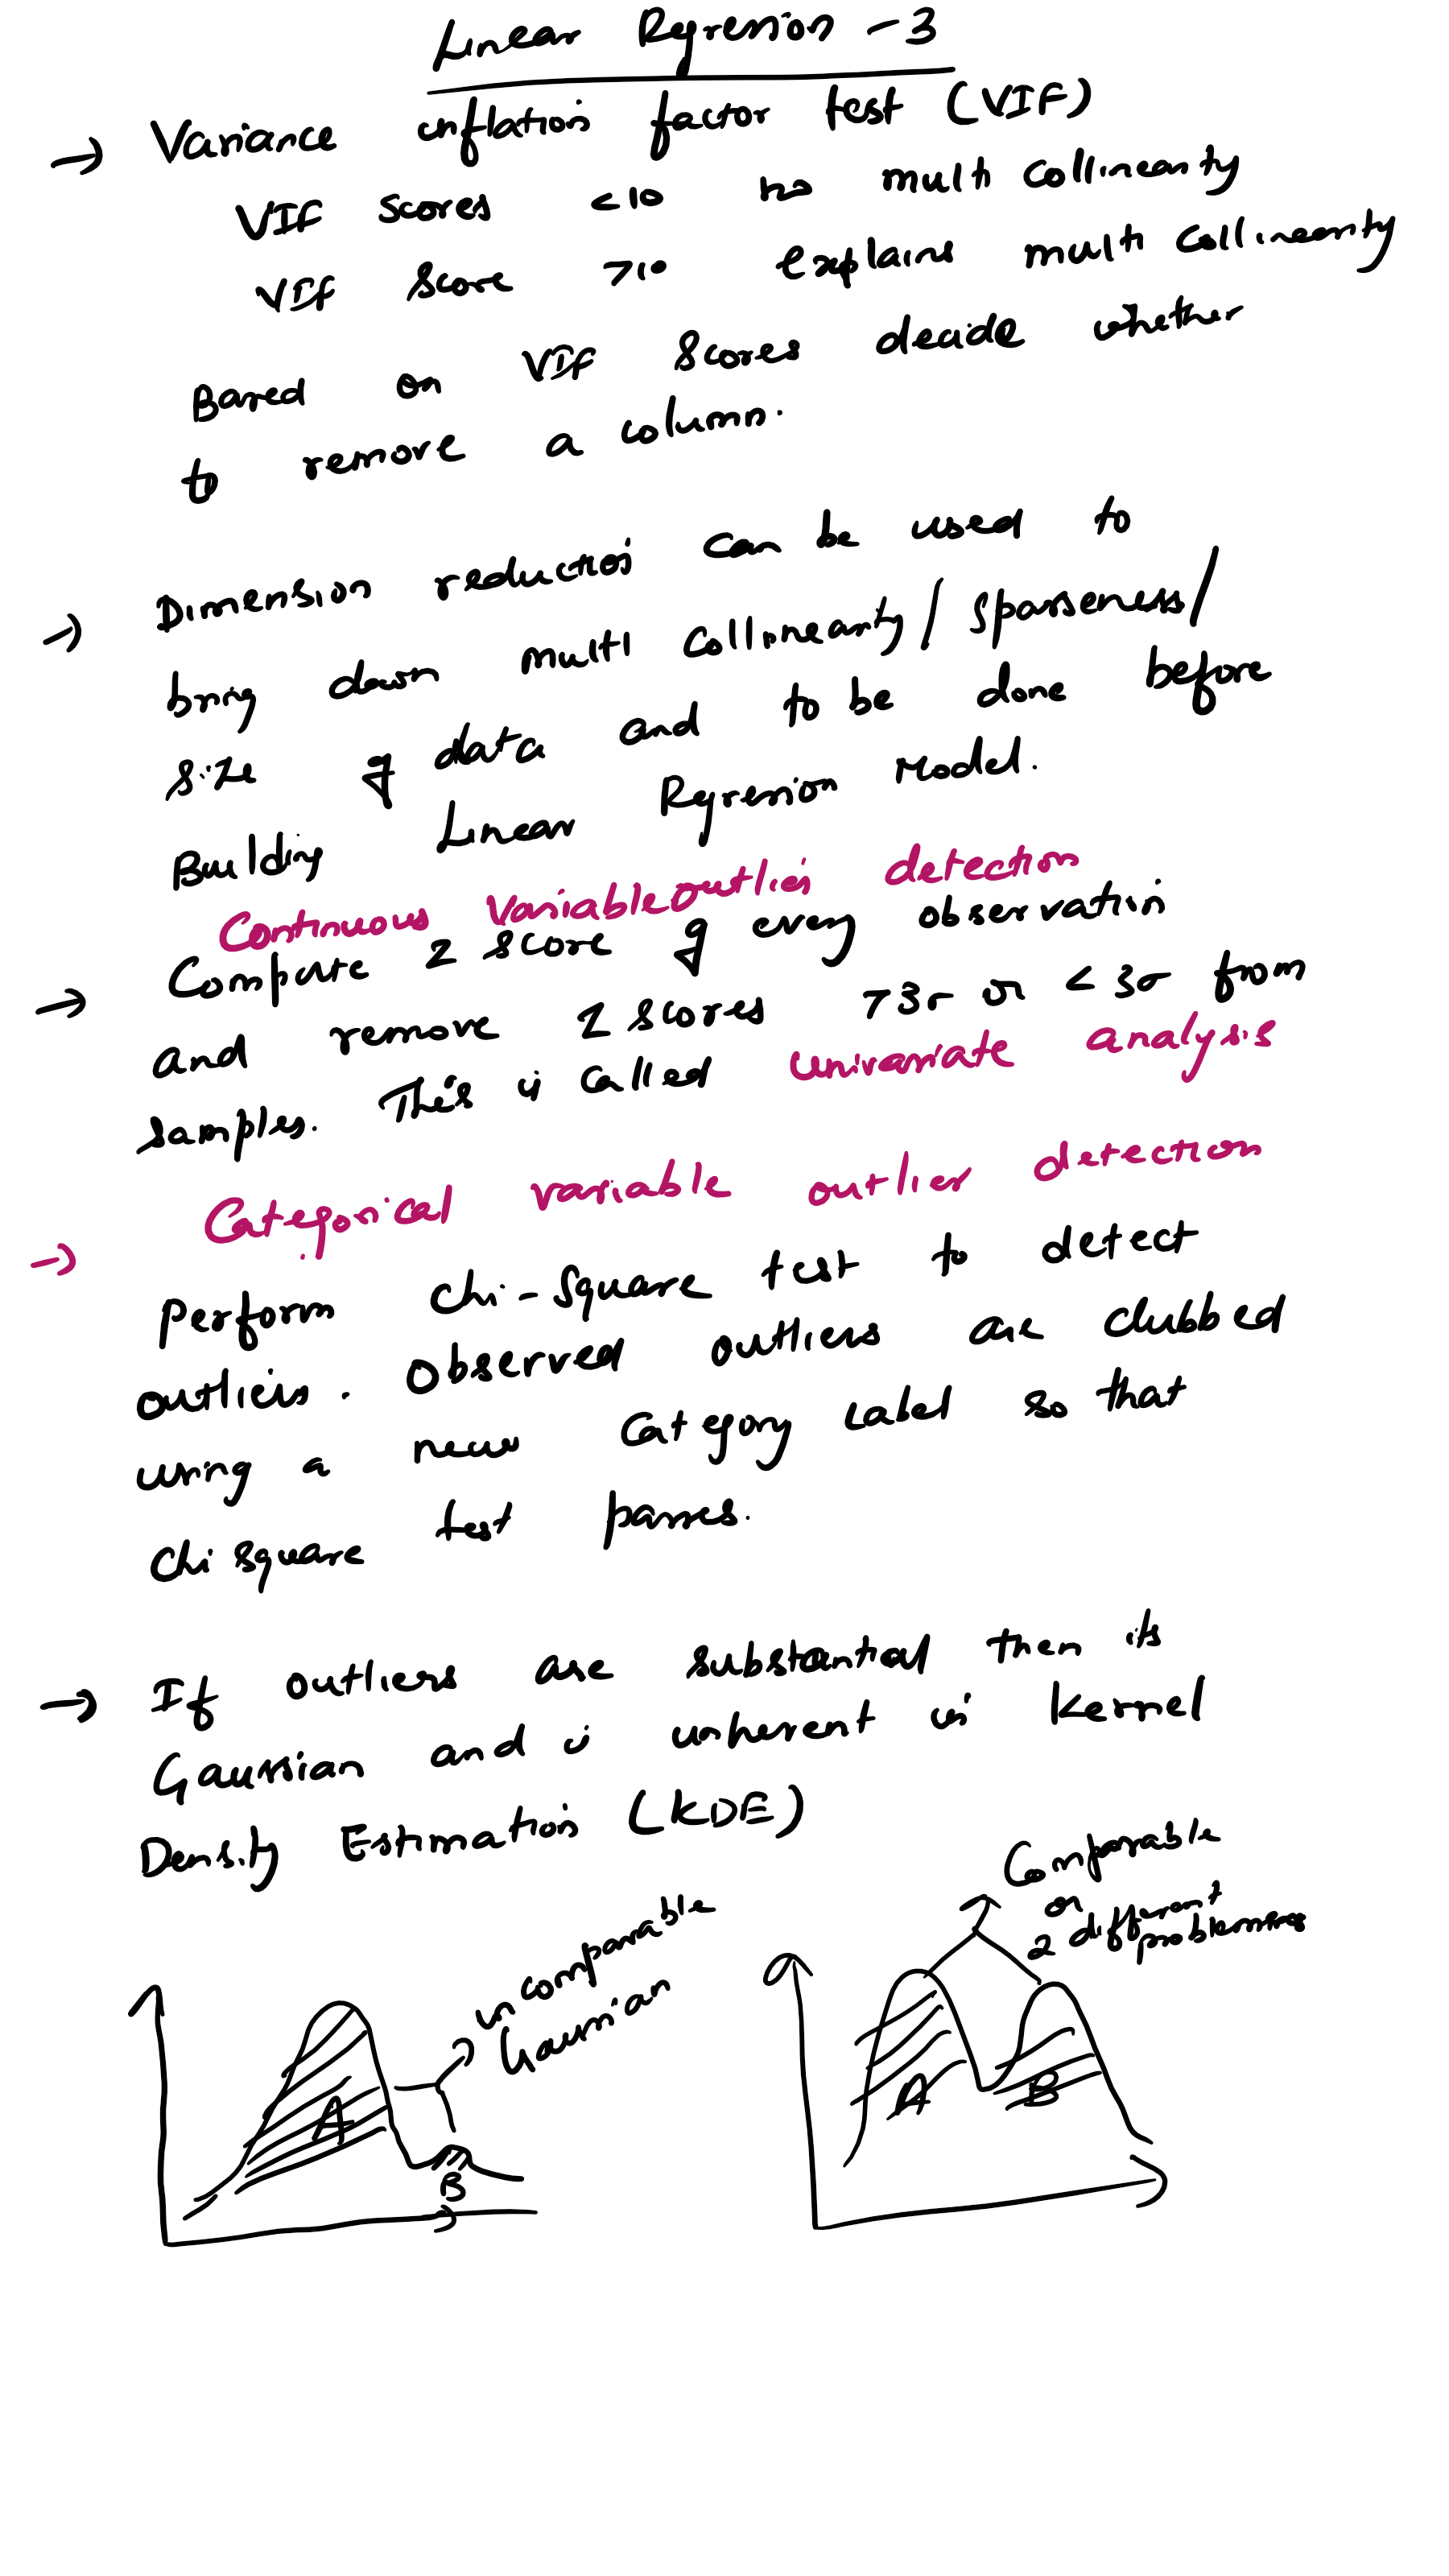 Linear Regression - 3
→ Variance inflation factor test (VIF)
VIF scores <10 no multi collinearity
VIF score >10 explains multi collinearity
Based on VIF scores decide whether
to remove a column.
→ Dimension reduction can be used to
bring down multi collinearity / sparseness /
size of data and to be done before
Building Linear Regression Model.
Continuous Variable outlier detection
→ Compute z score of every observation
and remove z scores >3σ or <3σ from
samples. This is called univariate analysis
→ Categorical variable outlier detection
Perform chi-square test to detect
outliers. Observed outliers are clubbed
using a new category label so that
chi square test passes.
→ If outliers are substantial then its
Gaussian and is inherent in kernel
Density Estimation (KDE)
uncomparable
Gaussian
A
B
Comparable
or
2 different
problems
A
B